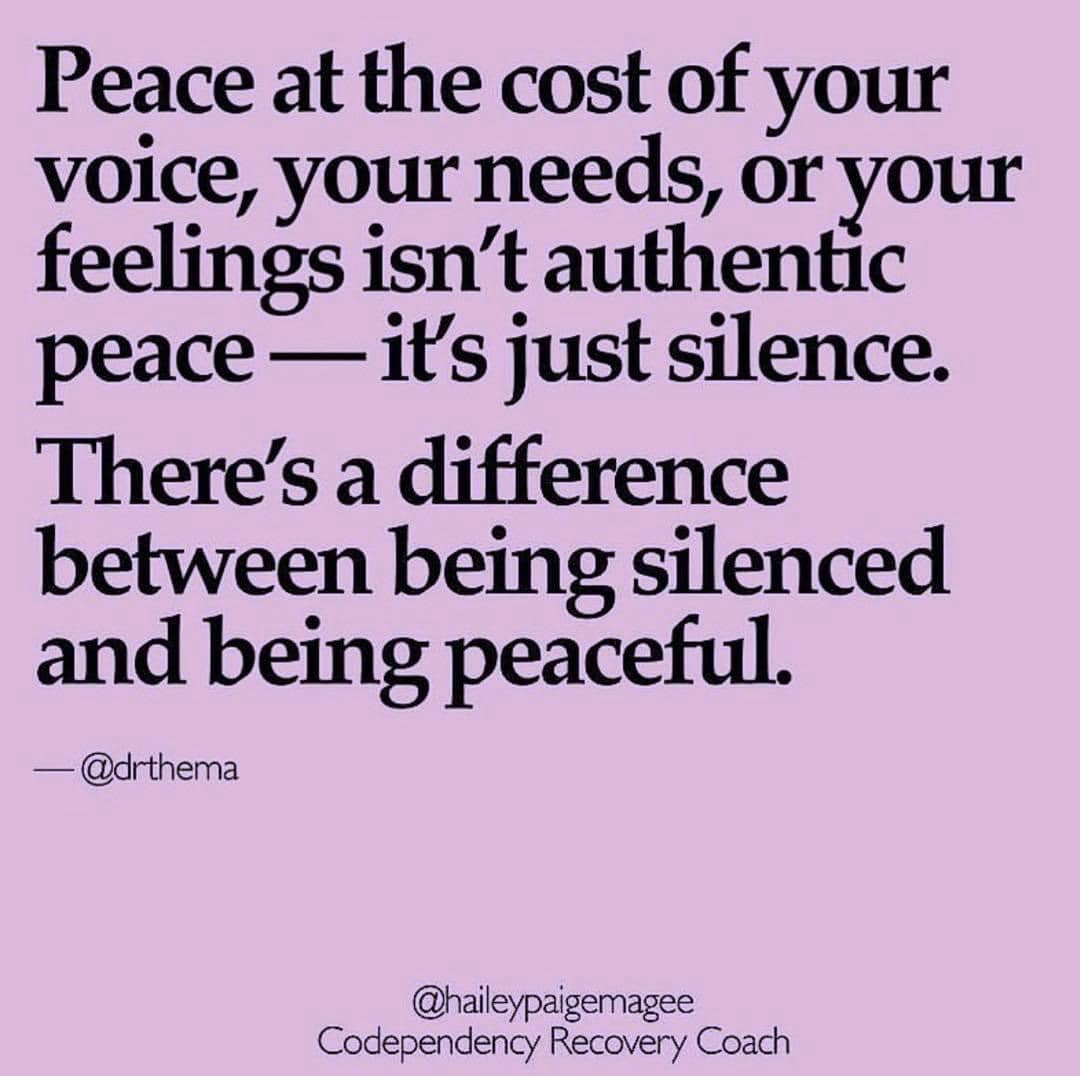 Peace at the cost of your
voice, your needs, or your
feelings isn’t authentic
peace — it’s just silence.
There’s a difference
between being silenced
and being peaceful.
— @drthema
@haileypaigemagee
Codependency Recovery Coach